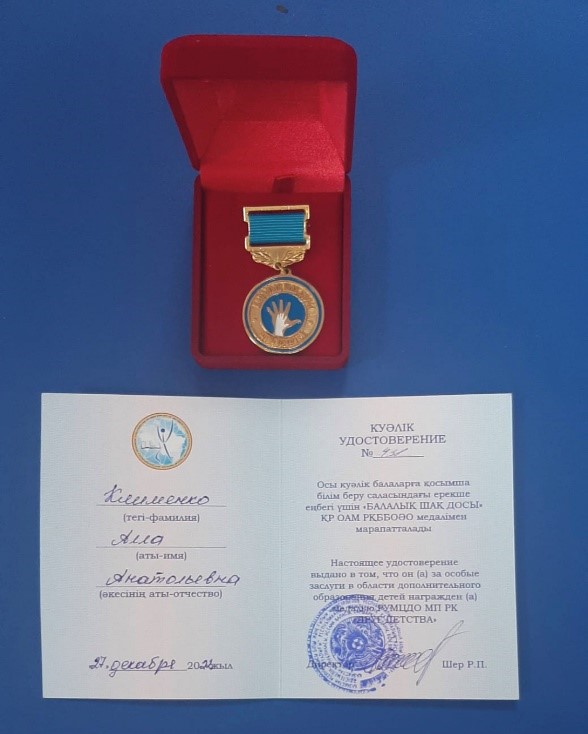 Клименко
(тегі-фамилия)
Алла
(аты-имя)
Анатольевна
(әкесінің аты-отчество)
27. декабря 20 жыл
КУӘЛІК
УДОСТОВЕРЕНИЕ
№
Осы куәлік балаларға қосымша
білім беру саласындағы ерекше
еңбегі үшін «БАЛАЛЫҚ ШАҚ ДОСЫ»
ҚР ОАМ РҚББОӘО медалімен
марапатталады
Настоящее удостоверение
выдано в том, что он (а) за особые
заслуги в области дополнительного
образования детей награжден (а)
медалью РУМЦДО МП РК
«ДРУГ ДЕТСТВА»
Директор Шер Р.П.